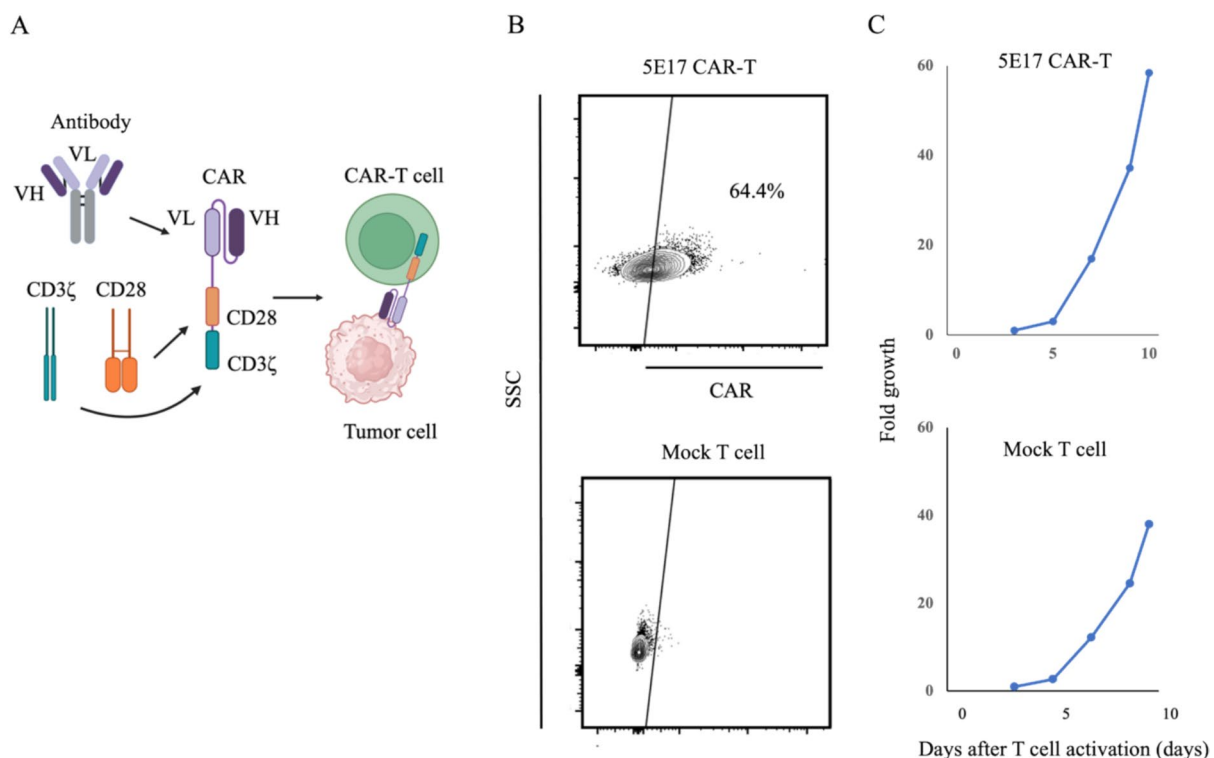 A
Antibody
VL
VH
CAR
VL
VH
CAR-T cell
CD3ζ
CD28
CD28
CD3ζ
Tumor cell
B
5E17 CAR-T
64.4%
CAR
SSC
Mock T cell
C
5E17 CAR-T
60
40
20
0
0 5 10
Fold growth
Mock T cell
60
40
20
0
0 5 10
Days after T cell activation (days)